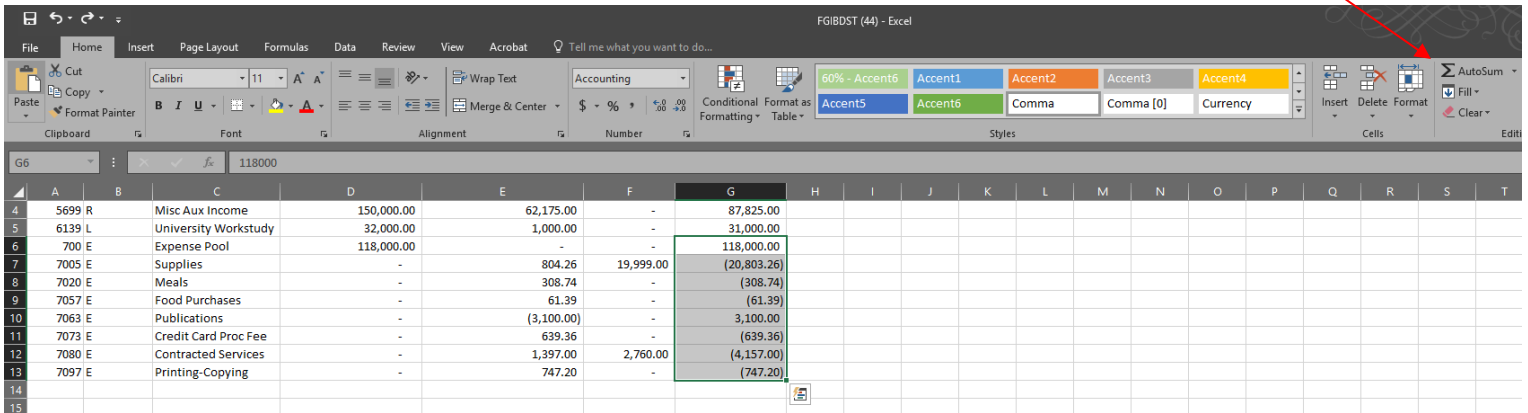 FGIBDST (44) - Excel
File Home Insert Page Layout Formulas Data Review View Acrobat Tell me what you want to do...
Paste Cut Copy Format Painter Clipboard
Calibri 11 A A B I U A Font
Wrap Text Merge & Center Alignment
Accounting $ % , .0 .00 .00 .0 Number
Conditional Formatting Format as Table
60% - Accent6 Accent1 Accent2 Accent3 Accent4
Accent5 Accent6 Comma Comma [0] Currency
Styles
Insert Delete Format Cells
Σ AutoSum
Fill
Clear
Editi
G6 fx 118000
A B C D E F G H I J K L M N O P Q R S T
4 5699 R Misc Aux Income 150,000.00 62,175.00 - 87,825.00
5 6139 L University Workstudy 32,000.00 1,000.00 - 31,000.00
6 700 E Expense Pool 118,000.00 - - 118,000.00
7 7005 E Supplies - 804.26 19,999.00 (20,803.26)
8 7020 E Meals - 308.74 - (308.74)
9 7057 E Food Purchases - 61.39 - (61.39)
10 7063 E Publications - (3,100.00) - 3,100.00
11 7073 E Credit Card Proc Fee - 639.36 - (639.36)
12 7080 E Contracted Services - 1,397.00 2,760.00 (4,157.00)
13 7097 E Printing-Copying - 747.20 - (747.20)
14
15